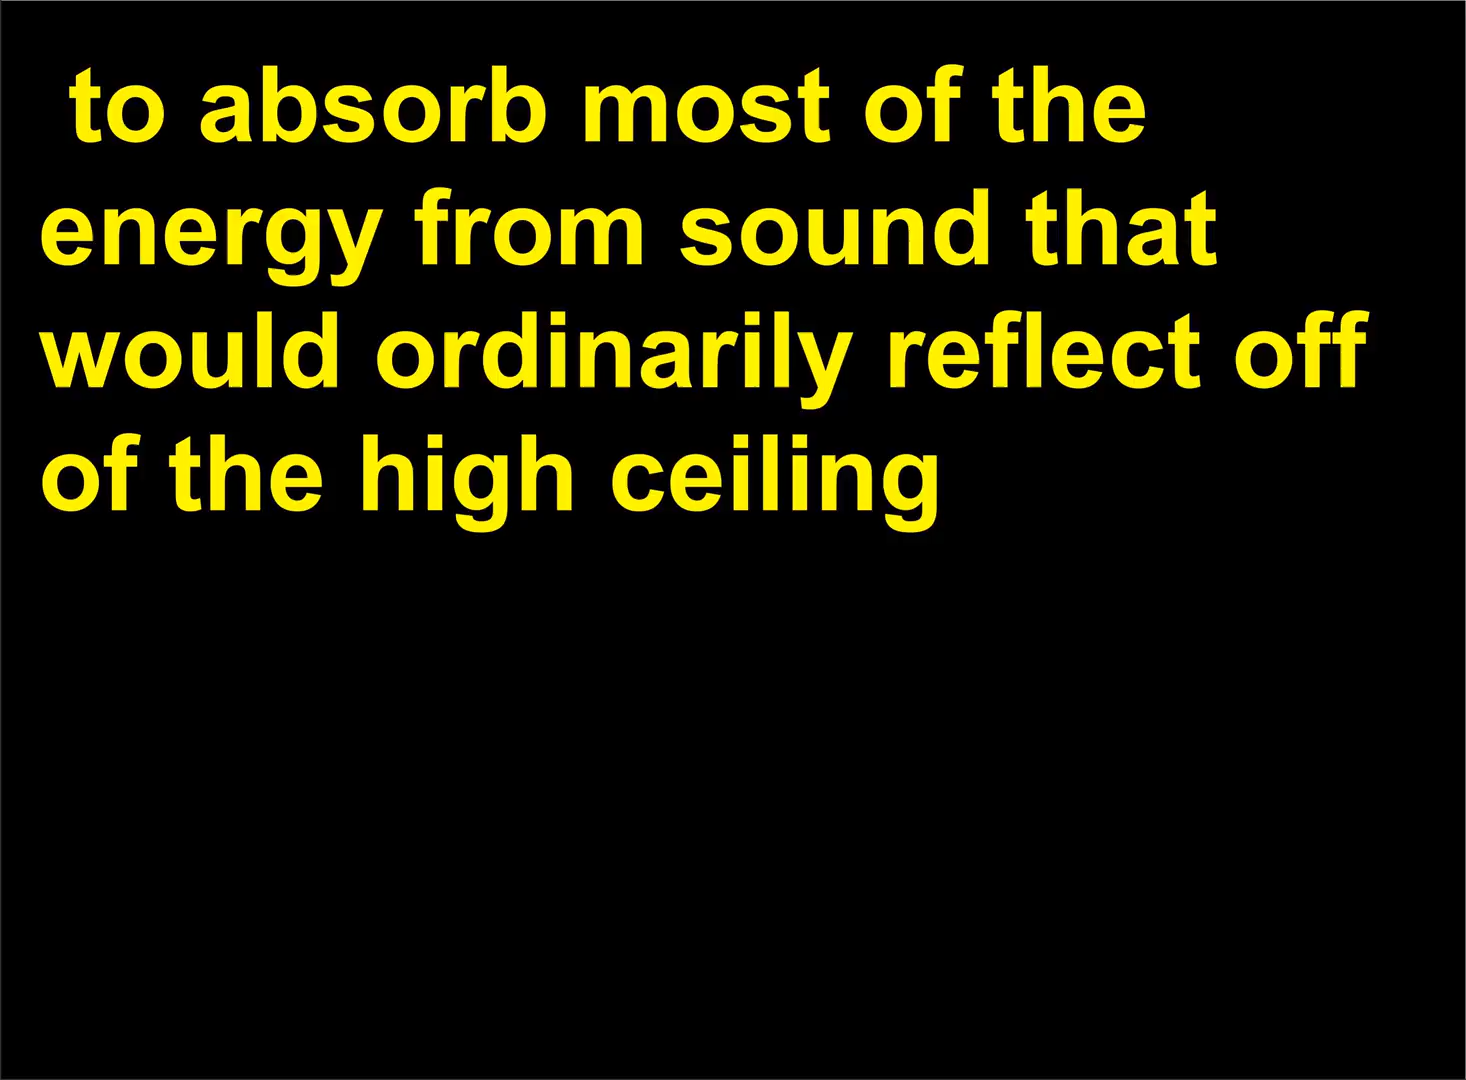 to absorb most of the
energy from sound that
would ordinarily reflect off
of the high ceiling